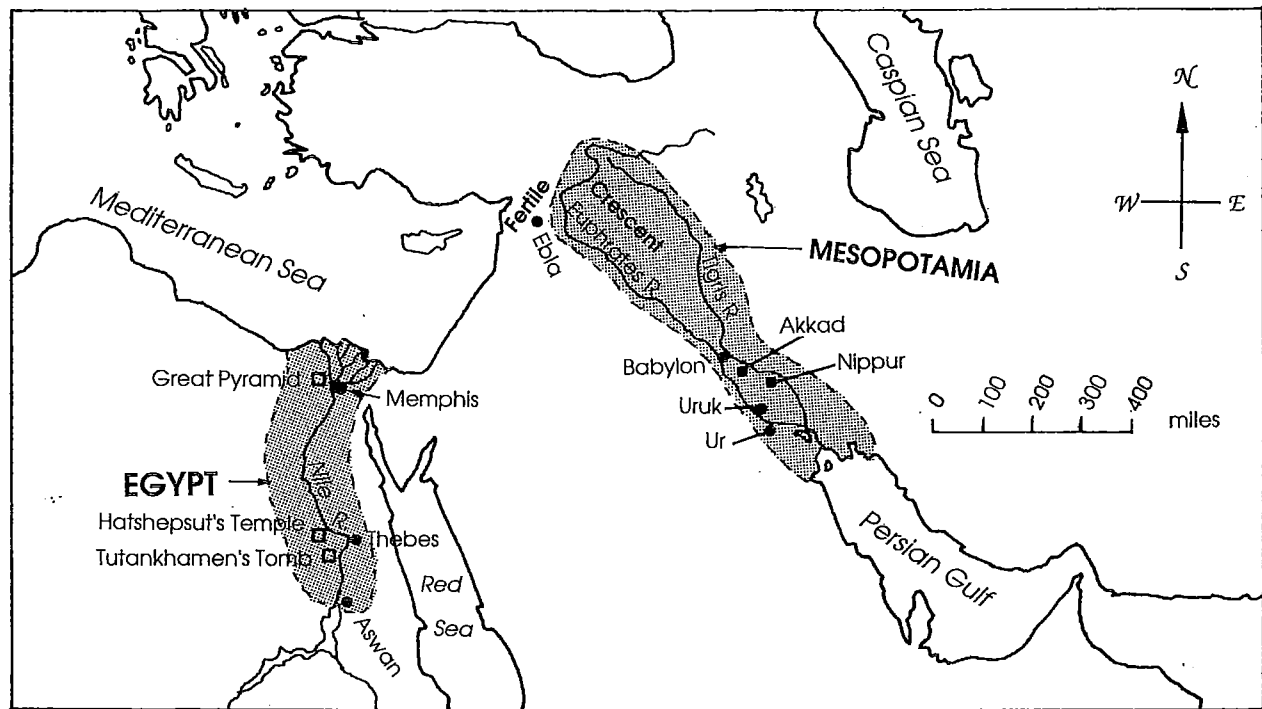 Caspian Sea
N
W
E
S
Mediterranean Sea
Fertile
Crescent
Ebla
Euphrates R.
Tigris R.
MESOPOTAMIA
Akkad
Babylon
Nippur
Great Pyramid
Memphis
Uruk
Ur
0 100 200 300 400
miles
EGYPT
Nile R.
Hatshepsut's Temple
Thebes
Tutankhamen's Tomb
Red
Sea
Aswan
Persian Gulf